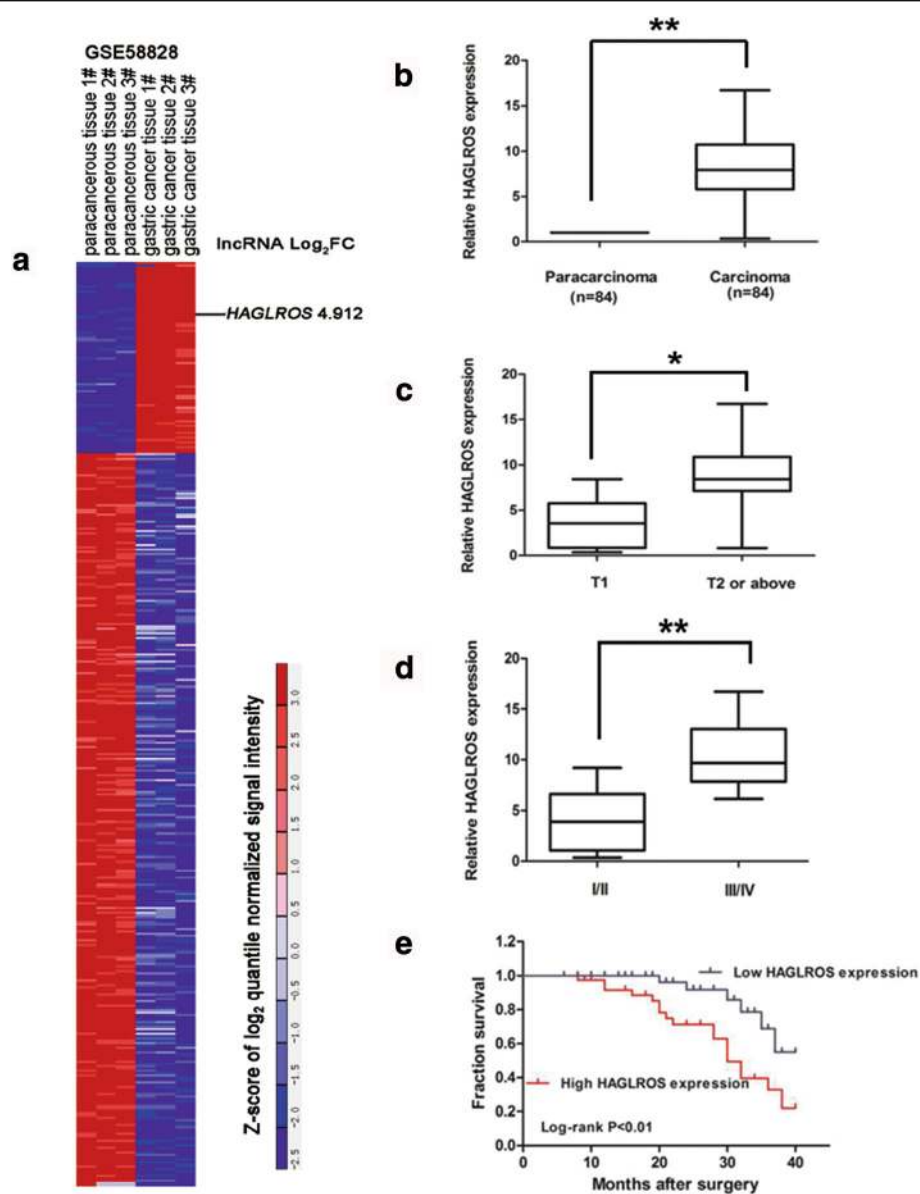 GSE58828
paracancerous tissue 1#
paracancerous tissue 2#
paracancerous tissue 3#
gastric cancer tissue 1#
gastric cancer tissue 2#
gastric cancer tissue 3#
lncRNA Log2FC
a
HAGLROS 4.912
Z-score of log2 quantile normalized signal intensity
3.0
2.5
2.0
1.5
1.0
0.5
0.0
-0.5
-1.0
-1.5
-2.0
-2.5
b
**
Relative HAGLROS expression
20
15
10
5
0
Paracarcinoma
(n=84)
Carcinoma
(n=84)
c
*
Relative HAGLROS expression
20
15
10
5
0
T1
T2 or above
d
**
Relative HAGLROS expression
20
15
10
5
0
I/II
III/IV
e
Fraction survival
1.2
1.0
0.8
0.6
0.4
0.2
0.0
Low HAGLROS expression
High HAGLROS expression
Log-rank P<0.01
0
10
20
30
40
Months after surgery